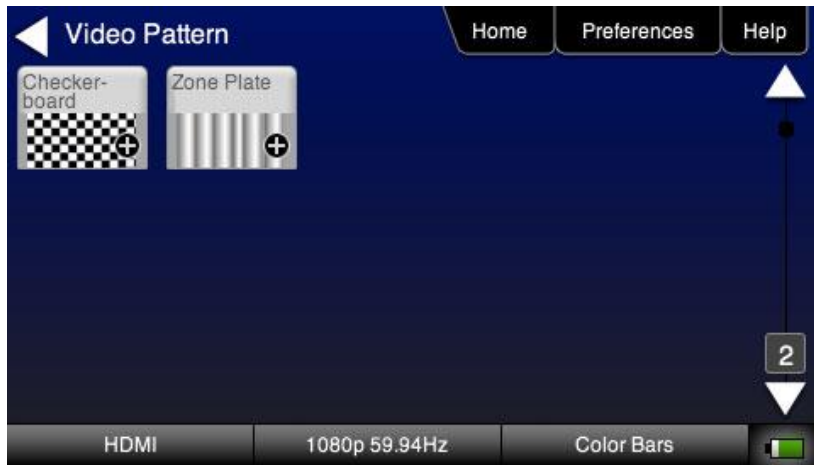 Video Pattern
Home
Preferences
Help
Checker-
board
Zone Plate
2
HDMI
1080p 59.94Hz
Color Bars